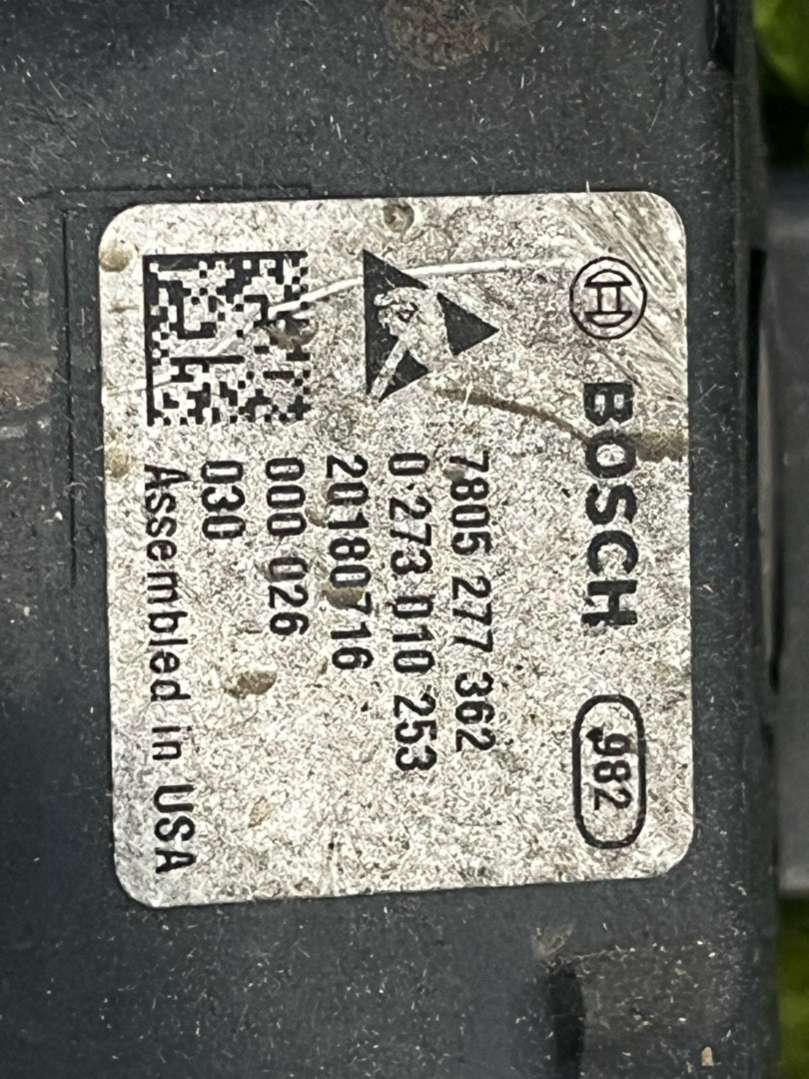 BOSCH 982
7805 277 362
0 273 010 253
20180716
000 026
030
Assembled in USA